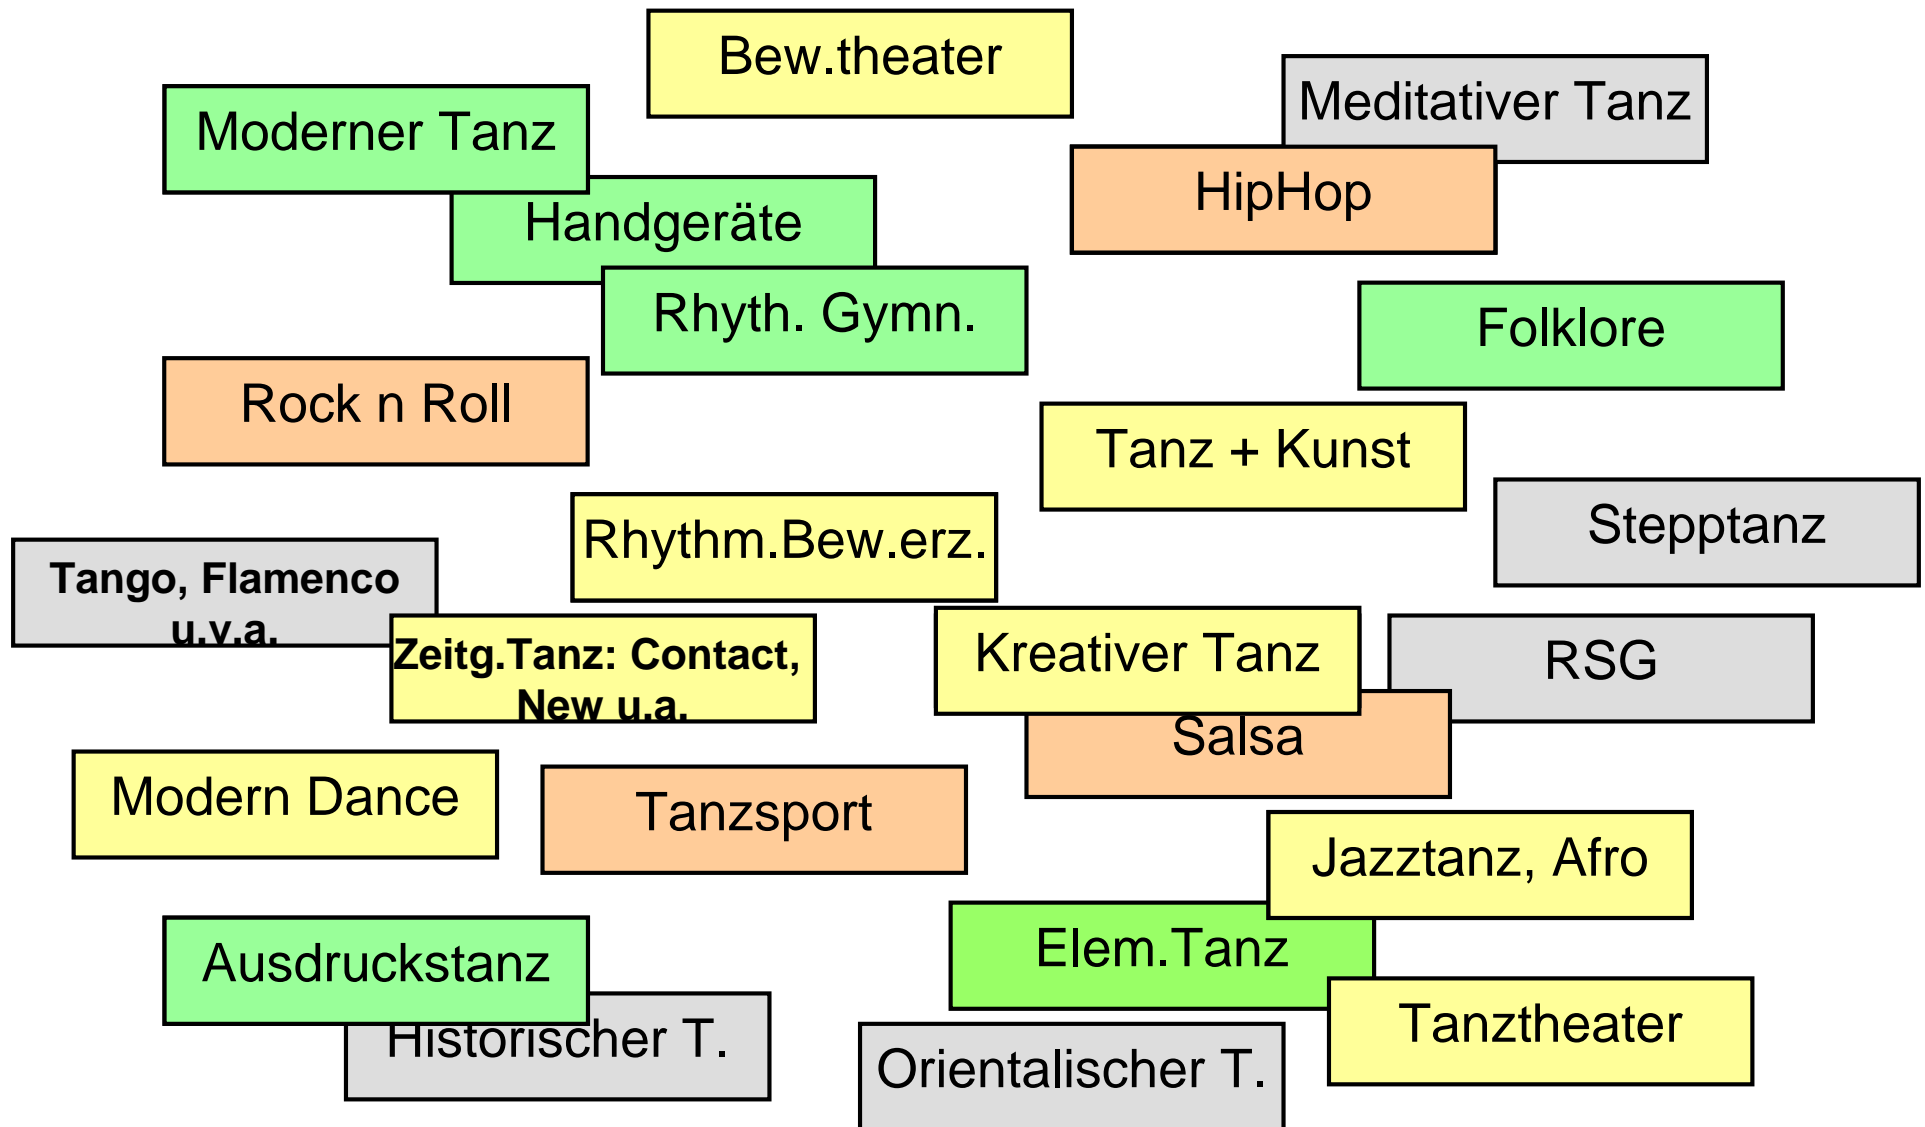 Bew.theater
Meditativer Tanz
Moderner Tanz
HipHop
Handgeräte
Rhyth. Gymn.
Folklore
Rock n Roll
Tanz + Kunst
Stepptanz
Rhythm.Bew.erz.
Tango, Flamenco
u.v.a.
Zeitg.Tanz: Contact,
New u.a.
Kreativer Tanz
RSG
Salsa
Modern Dance
Tanzsport
Jazztanz, Afro
Elem.Tanz
Ausdruckstanz
Tanztheater
Historischer T.
Orientalischer T.